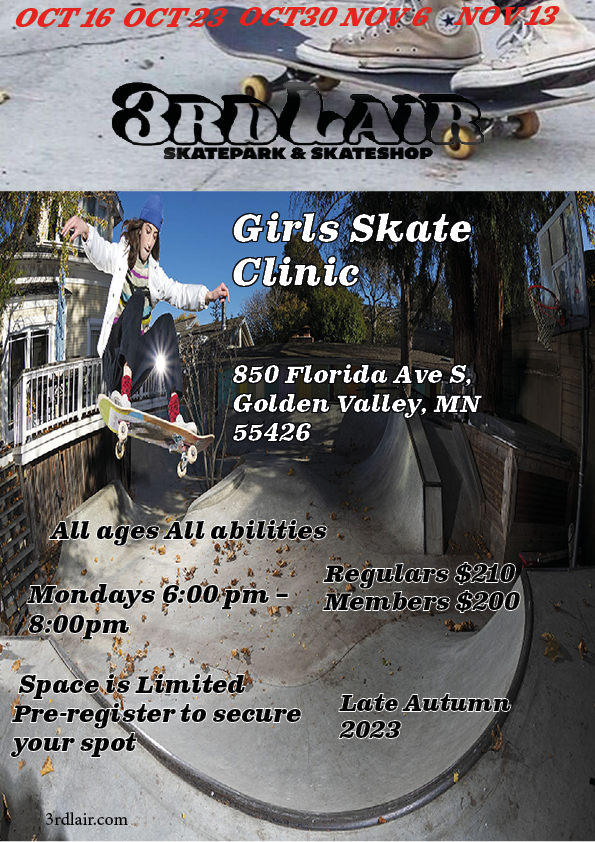 OCT 16 OCT 23 OCT30 NOV 6 NOV 13
3RD LAIR
SKATEPARK & SKATESHOP
Girls Skate
Clinic
850 Florida Ave S,
Golden Valley, MN
55426
All ages All abilities
Regulars $210
Members $200
Mondays 6:00 pm –
8:00pm
Space is Limited
Pre-register to secure
your spot
Late Autumn
2023
3rdlair.com